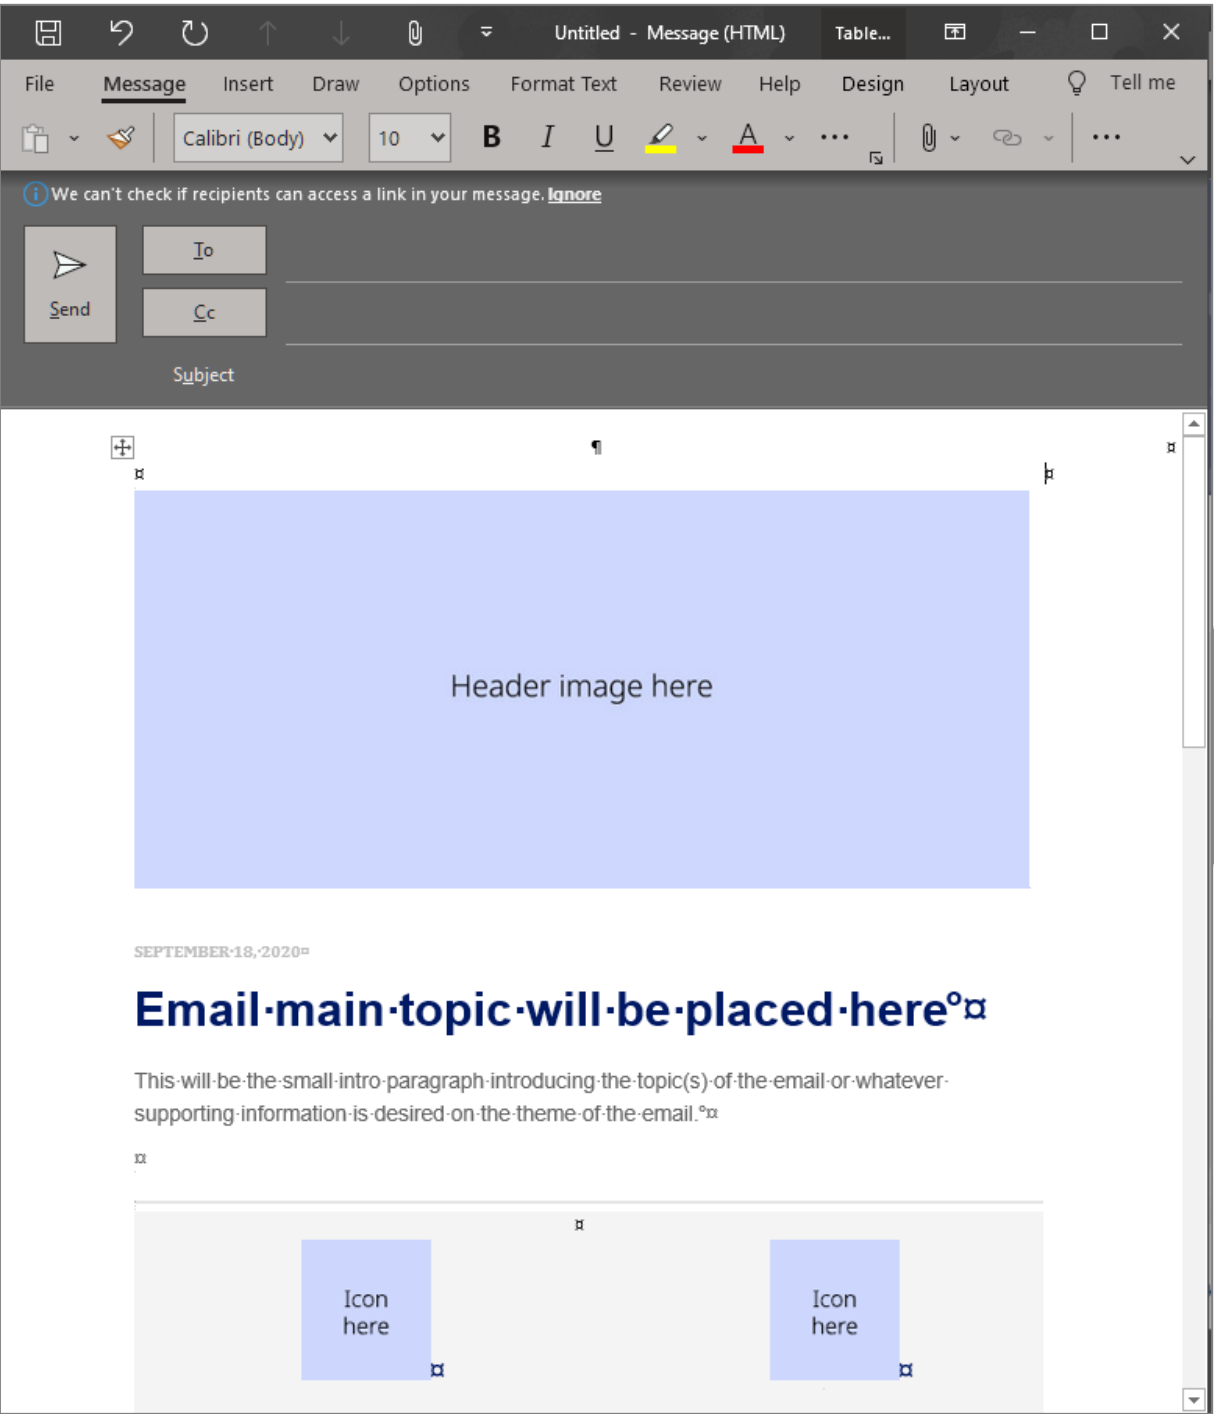 Untitled - Message (HTML) Table...
File Message Insert Draw Options Format Text Review Help Design Layout Tell me
Calibri (Body) 10 B I U A ...
We can't check if recipients can access a link in your message. Ignore
To
Send
Cc
Subject
¶ ¤
¤ ¤
Header image here
SEPTEMBER·18,·2020¤
Email·main·topic·will·be·placed·here°¤
This·will·be·the·small·intro·paragraph·introducing·the·topic(s)·of·the·email·or·whatever·
supporting·information·is·desired·on·the·theme·of·the·email.°¤
¤
¤
Icon
here
¤
Icon
here
¤